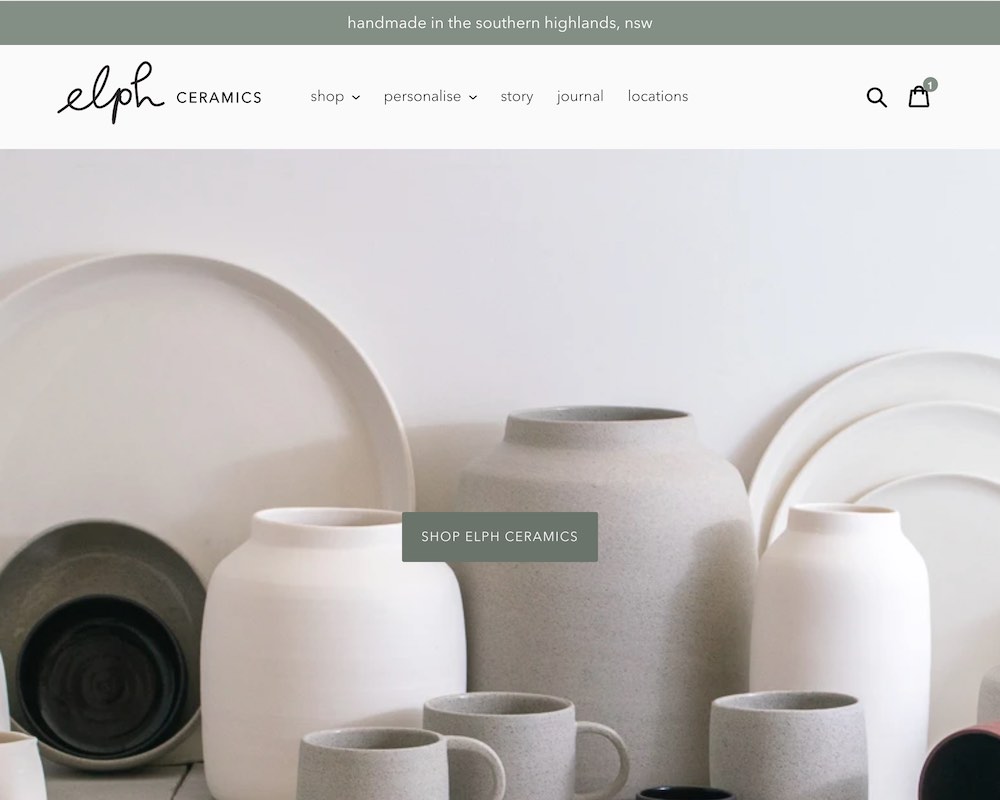 handmade in the southern highlands, nsw
elph CERAMICS
shop
personalise
story
journal
locations
1
SHOP ELPH CERAMICS